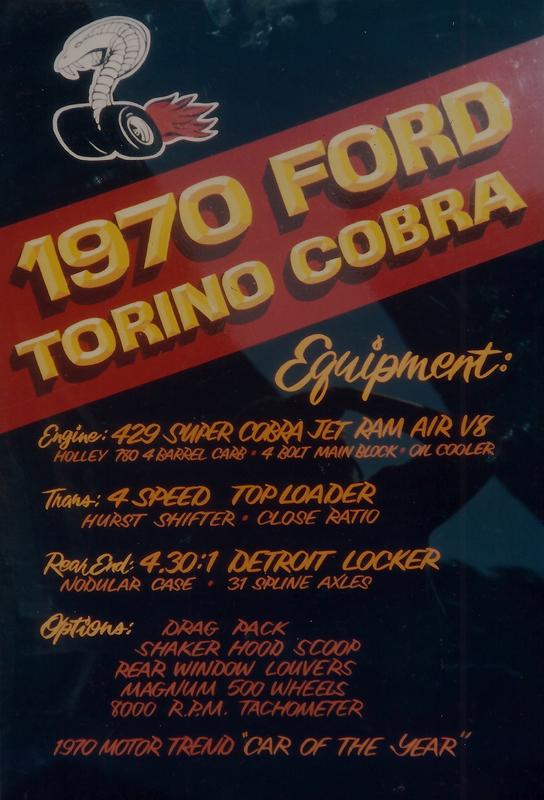 1970 FORD
TORINO COBRA
Equipment:
Engine: 429 SUPER COBRA JET RAM AIR V8
HOLLEY 780 4 BARREL CARB • 4 BOLT MAIN BLOCK • OIL COOLER
Trans: 4 SPEED TOP LOADER
HURST SHIFTER • CLOSE RATIO
Rear End: 4.30:1 DETROIT LOCKER
NODULAR CASE • 31 SPLINE AXLES
Options: DRAG PACK
SHAKER HOOD SCOOP
REAR WINDOW LOUVERS
MAGNUM 500 WHEELS
8000 R.P.M. TACHOMETER
1970 MOTOR TREND "CAR OF THE YEAR"